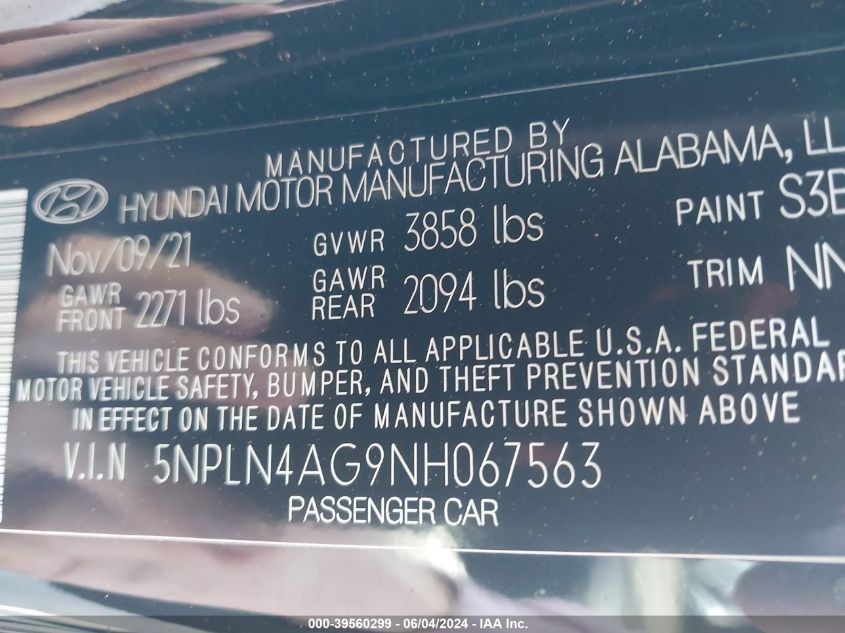 MANUFACTURED BY
HYUNDAI MOTOR MANUFACTURING ALABAMA, LL
Nov/09/21 GVWR 3858 lbs PAINT S3B
GAWR FRONT 2271 lbs GAWR REAR 2094 lbs TRIM NN
THIS VEHICLE CONFORMS TO ALL APPLICABLE U.S.A. FEDERAL
MOTOR VEHICLE SAFETY, BUMPER, AND THEFT PREVENTION STANDAR
IN EFFECT ON THE DATE OF MANUFACTURE SHOWN ABOVE
V.I.N 5NPLN4AG9NH067563
PASSENGER CAR
000-39560299 - 06/04/2024 - IAA Inc.